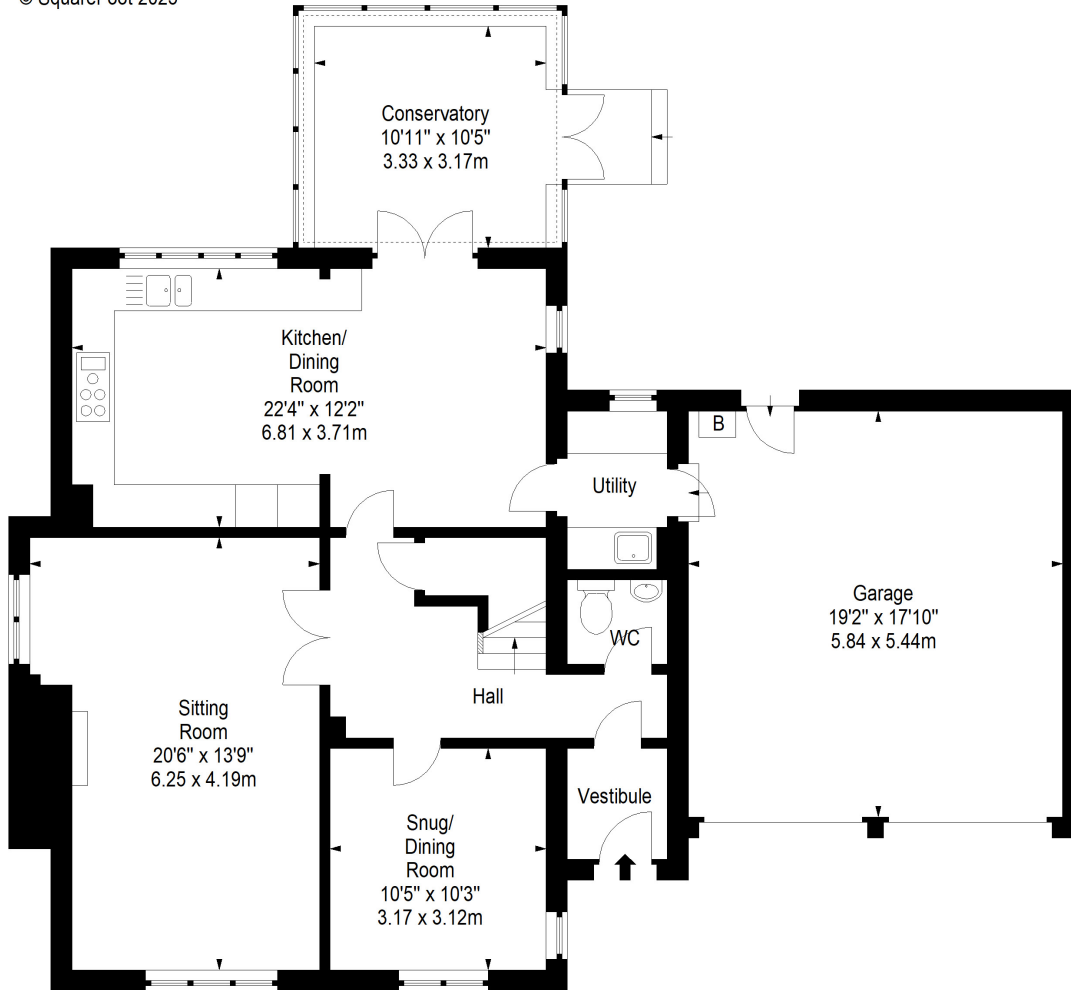 © SquareFoot 2025
Conservatory
10'11" x 10'5"
3.33 x 3.17m
Kitchen/
Dining
Room
22'4" x 12'2"
6.81 x 3.71m
B
Utility
Garage
19'2" x 17'10"
5.84 x 5.44m
WC
Hall
Sitting
Room
20'6" x 13'9"
6.25 x 4.19m
Vestibule
Snug/
Dining
Room
10'5" x 10'3"
3.17 x 3.12m